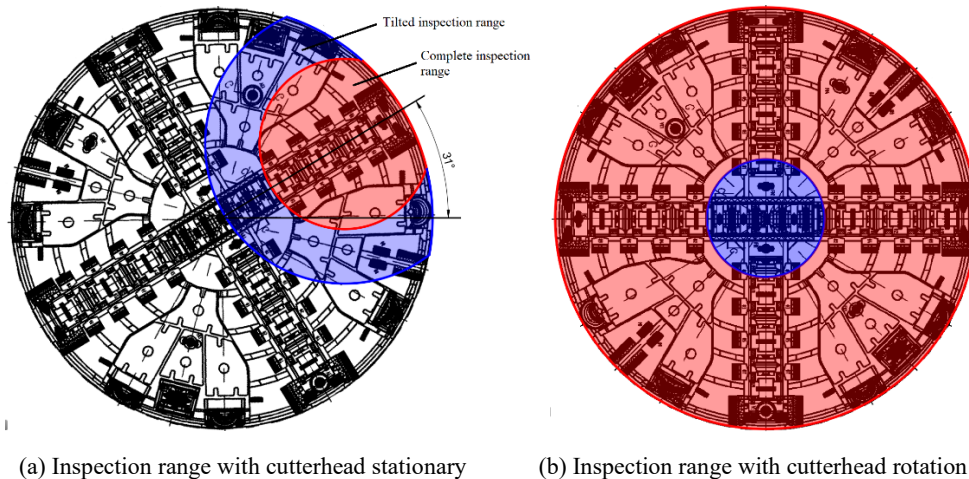 Tilted inspection range
Complete inspection
range
31°
(a) Inspection range with cutterhead stationary
(b) Inspection range with cutterhead rotation